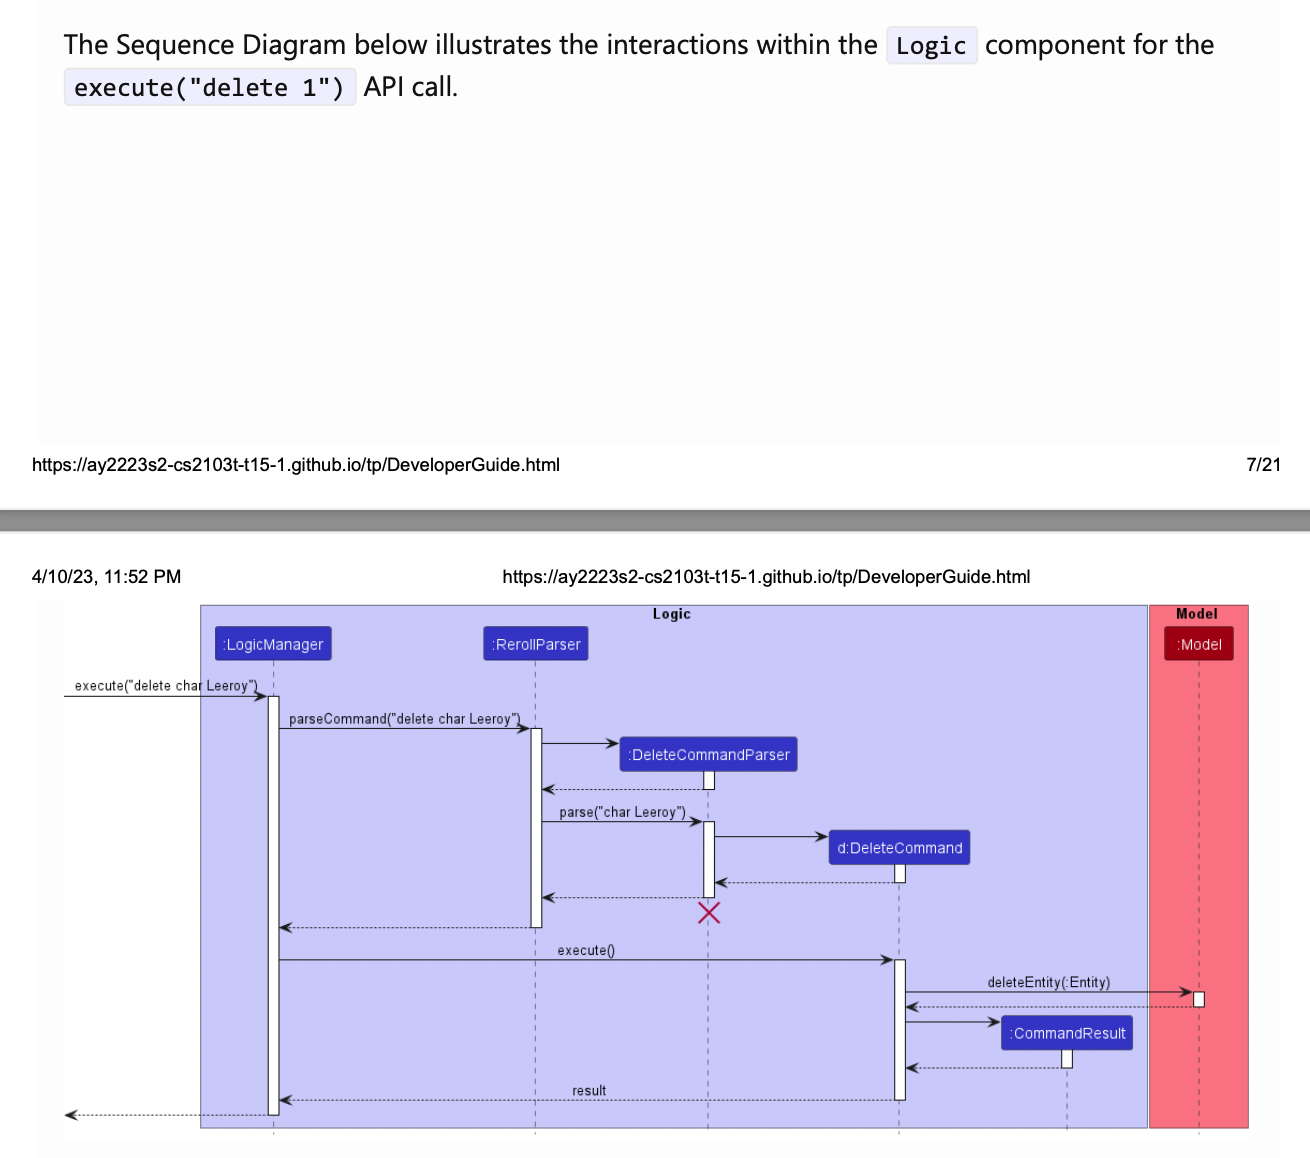 The Sequence Diagram below illustrates the interactions within the Logic component for the
execute("delete 1") API call.
https://ay2223s2-cs2103t-t15-1.github.io/tp/DeveloperGuide.html 7/21
4/10/23, 11:52 PM https://ay2223s2-cs2103t-t15-1.github.io/tp/DeveloperGuide.html
Logic Model
:LogicManager :RerollParser :Model
execute("delete char Leeroy")
parseCommand("delete char Leeroy")
:DeleteCommandParser
parse("char Leeroy")
d:DeleteCommand
execute()
deleteEntity(:Entity)
:CommandResult
result